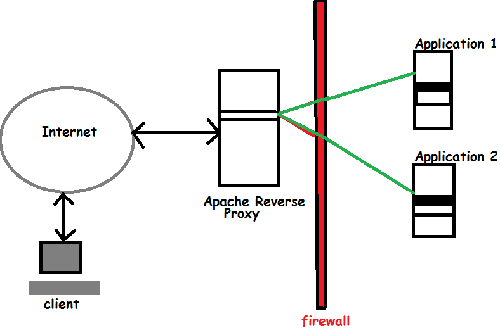 Application 1
Internet
Application 2
Apache Reverse
Proxy
client
firewall